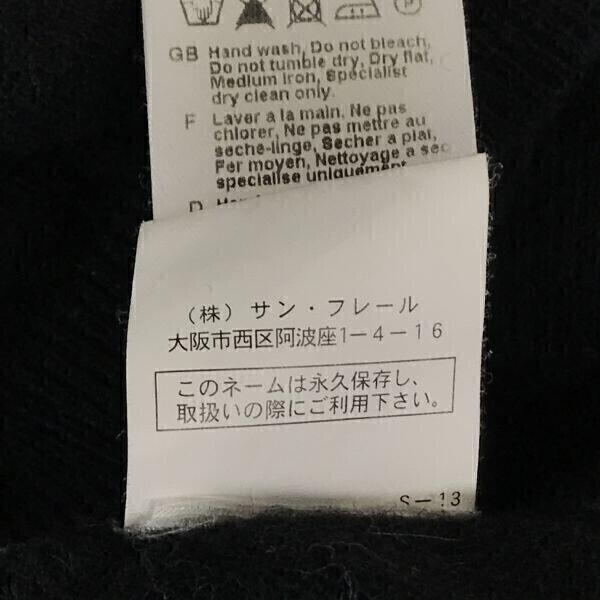 GB Hand wash, Do not bleach,
Do not tumble dry, Dry flat,
Medium iron, Specialist
dry clean only.
F Laver a la main, Ne pas
chlorer, Ne pas mettre au
seche-linge, Secher a plat,
Fer moyen, Nettoyage a sec
specialise uniquement.
D
(株)サン・フレール
大阪市西区阿波座1-4-16
このネームは永久保存し、
取扱いの際にご利用下さい。
S-13